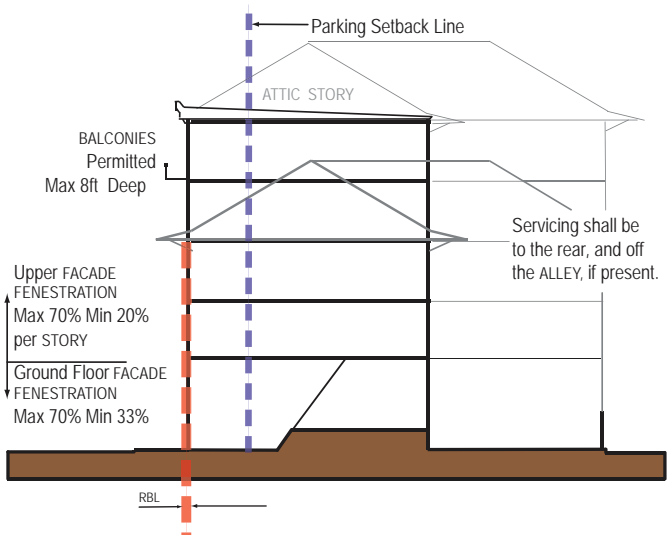 Parking Setback Line
ATTIC STORY
BALCONIES
Permitted
Max 8ft Deep
Servicing shall be
to the rear, and off
the ALLEY, if present.
Upper FACADE
FENESTRATION
Max 70% Min 20%
per STORY
Ground Floor FACADE
FENESTRATION
Max 70% Min 33%
RBL